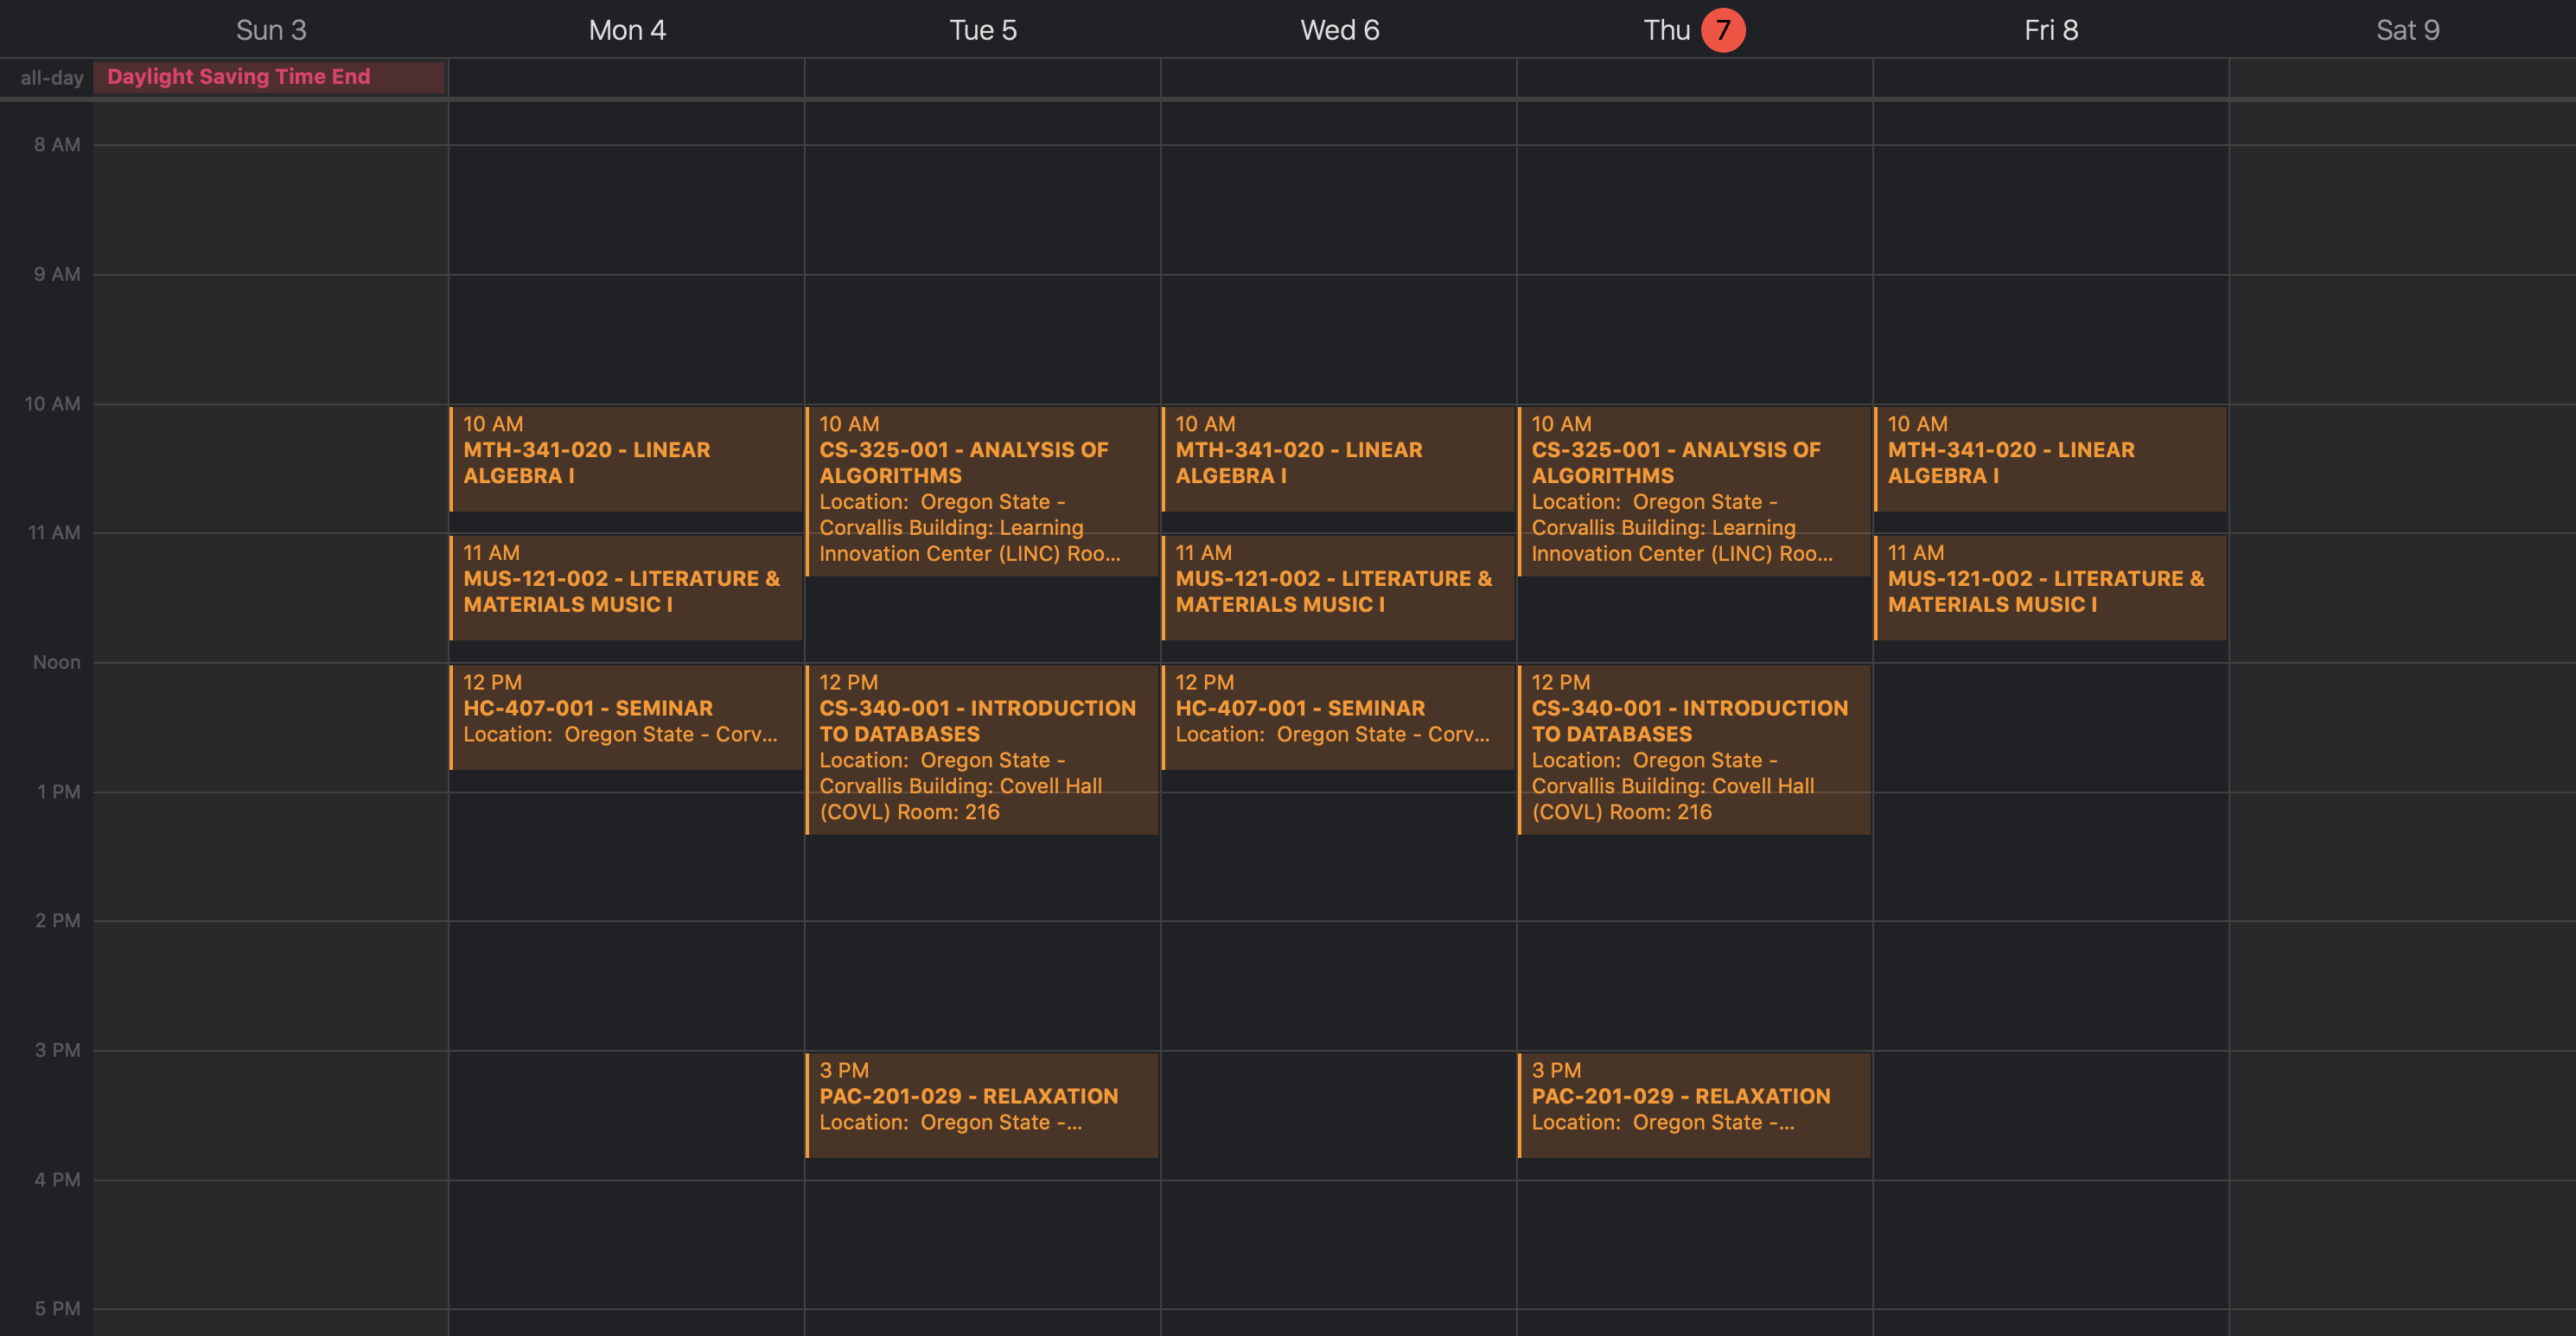 Sun 3
Mon 4
Tue 5
Wed 6
Thu 7
Fri 8
Sat 9
all-day
Daylight Saving Time End
8 AM
9 AM
10 AM
11 AM
Noon
1 PM
2 PM
3 PM
4 PM
5 PM
10 AM
MTH-341-020 - LINEAR
ALGEBRA I
11 AM
MUS-121-002 - LITERATURE &
MATERIALS MUSIC I
12 PM
HC-407-001 - SEMINAR
Location:  Oregon State - Corv...
10 AM
CS-325-001 - ANALYSIS OF
ALGORITHMS
Location:  Oregon State -
Corvallis Building: Learning
Innovation Center (LINC) Roo...
12 PM
CS-340-001 - INTRODUCTION
TO DATABASES
Location:  Oregon State -
Corvallis Building: Covell Hall
(COVL) Room: 216
3 PM
PAC-201-029 - RELAXATION
Location:  Oregon State -...
10 AM
MTH-341-020 - LINEAR
ALGEBRA I
11 AM
MUS-121-002 - LITERATURE &
MATERIALS MUSIC I
12 PM
HC-407-001 - SEMINAR
Location:  Oregon State - Corv...
10 AM
CS-325-001 - ANALYSIS OF
ALGORITHMS
Location:  Oregon State -
Corvallis Building: Learning
Innovation Center (LINC) Roo...
12 PM
CS-340-001 - INTRODUCTION
TO DATABASES
Location:  Oregon State -
Corvallis Building: Covell Hall
(COVL) Room: 216
3 PM
PAC-201-029 - RELAXATION
Location:  Oregon State -...
10 AM
MTH-341-020 - LINEAR
ALGEBRA I
11 AM
MUS-121-002 - LITERATURE &
MATERIALS MUSIC I